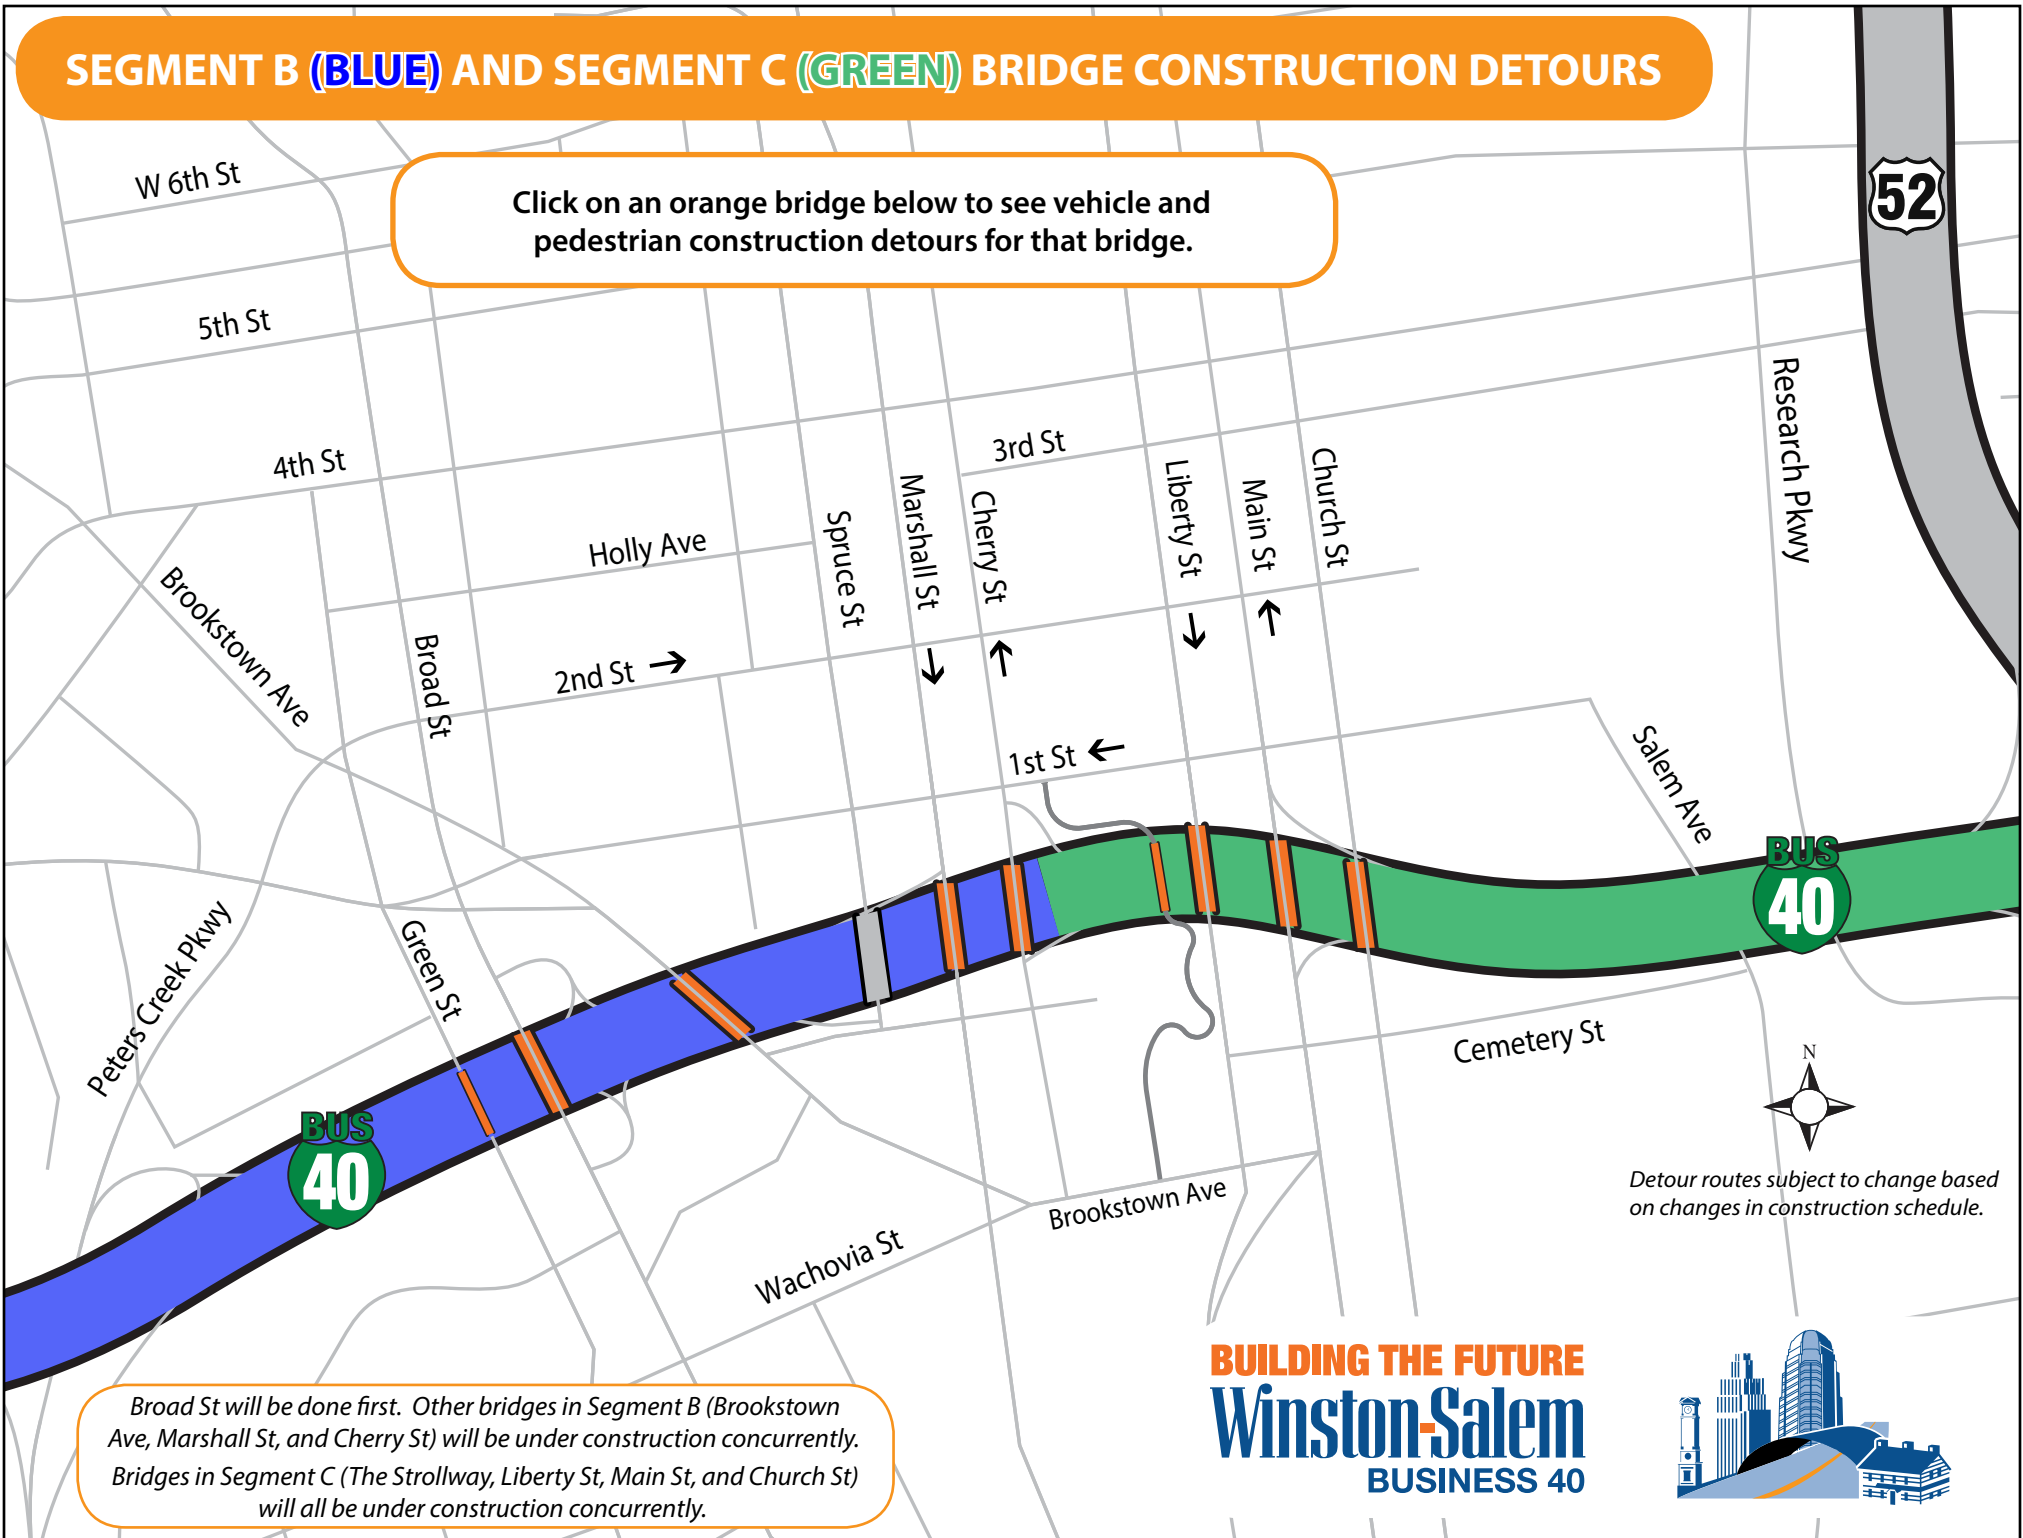 SEGMENT B (BLUE) AND SEGMENT C (GREEN) BRIDGE CONSTRUCTION DETOURS
Click on an orange bridge below to see vehicle and
pedestrian construction detours for that bridge.
52
W 6th St
5th St
4th St
3rd St
Holly Ave
2nd St
1st St
Brookstown Ave
Broad St
Spruce St
Marshall St
Cherry St
Liberty St
Main St
Church St
Research Pkwy
Salem Ave
Peters Creek Pkwy
Green St
BUS
40
BUS
40
Cemetery St
N
Brookstown Ave
Wachovia St
Detour routes subject to change based
on changes in construction schedule.
Broad St will be done first. Other bridges in Segment B (Brookstown
Ave, Marshall St, and Cherry St) will be under construction concurrently.
Bridges in Segment C (The Strollway, Liberty St, Main St, and Church St)
will all be under construction concurrently.
BUILDING THE FUTURE
Winston-Salem
BUSINESS 40